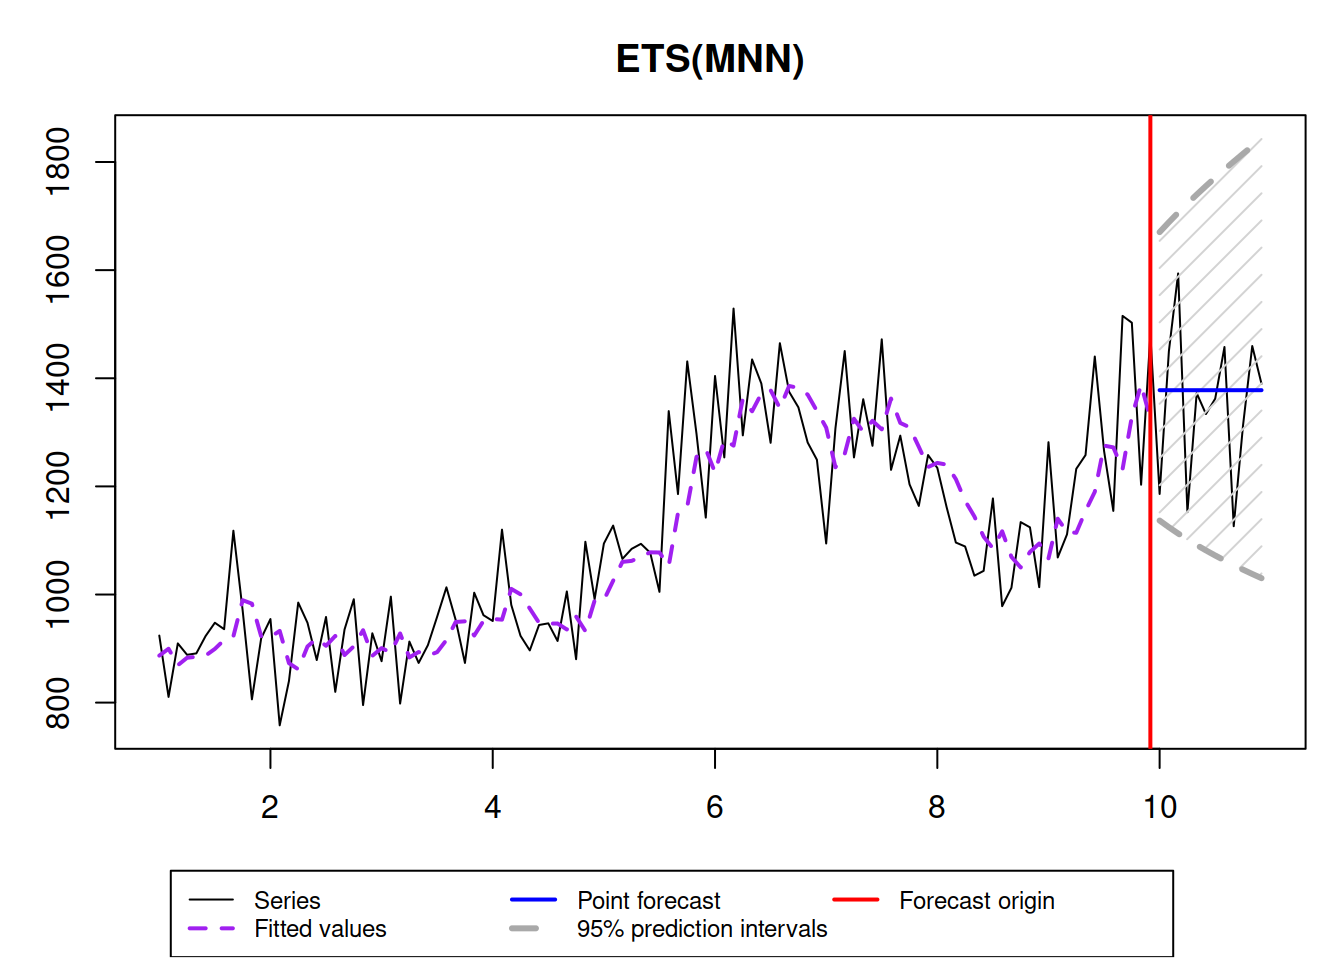 ETS(MNN)
1800
1600
1400
1200
1000
800
2 4 6 8 10
Series Point forecast Forecast origin
Fitted values 95% prediction intervals